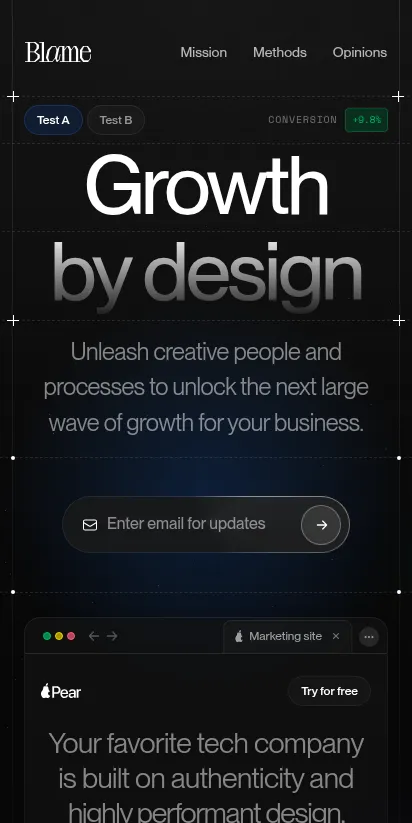 Blame
Mission Methods Opinions
Test A Test B CONVERSION +9.8%
Growth
by design
Unleash creative people and
processes to unlock the next large
wave of growth for your business.
Enter email for updates
Marketing site
Pear Try for free
Your favorite tech company
is built on authenticity and
highly performant design.